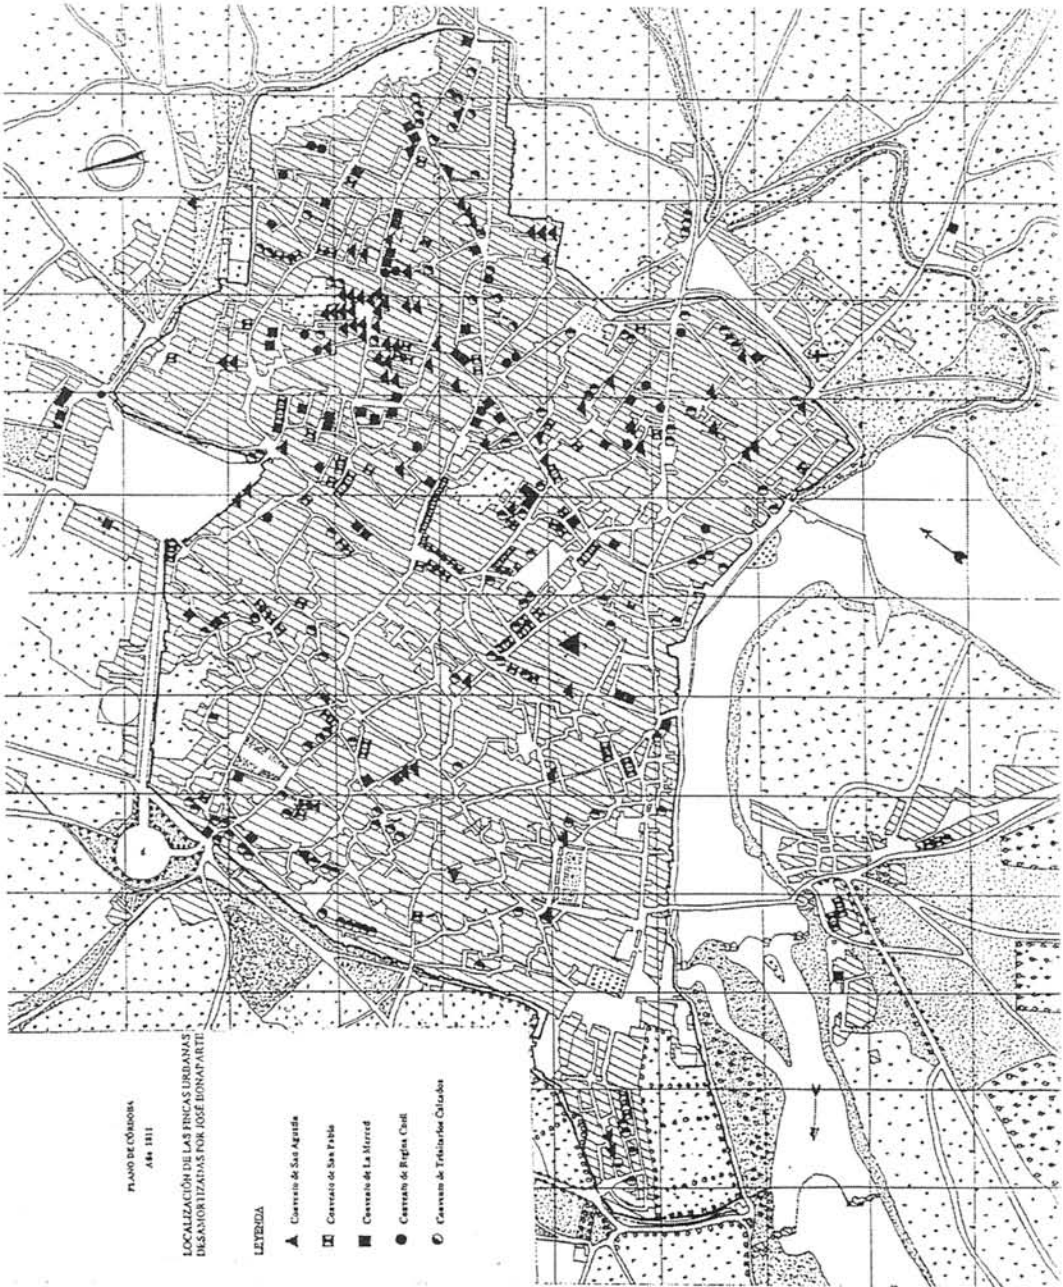 PLANO DE CÓRDOBA
Año 1811
LOCALIZACIÓN DE LAS FINCAS URBANAS
DESAMORTIZADAS POR JOSÉ BONAPARTE
LEYENDA
Convento de San Agustín
Convento de San Pablo
Convento de La Merced
Convento de Regina Coeli
Convento de Trinitarios Calzados